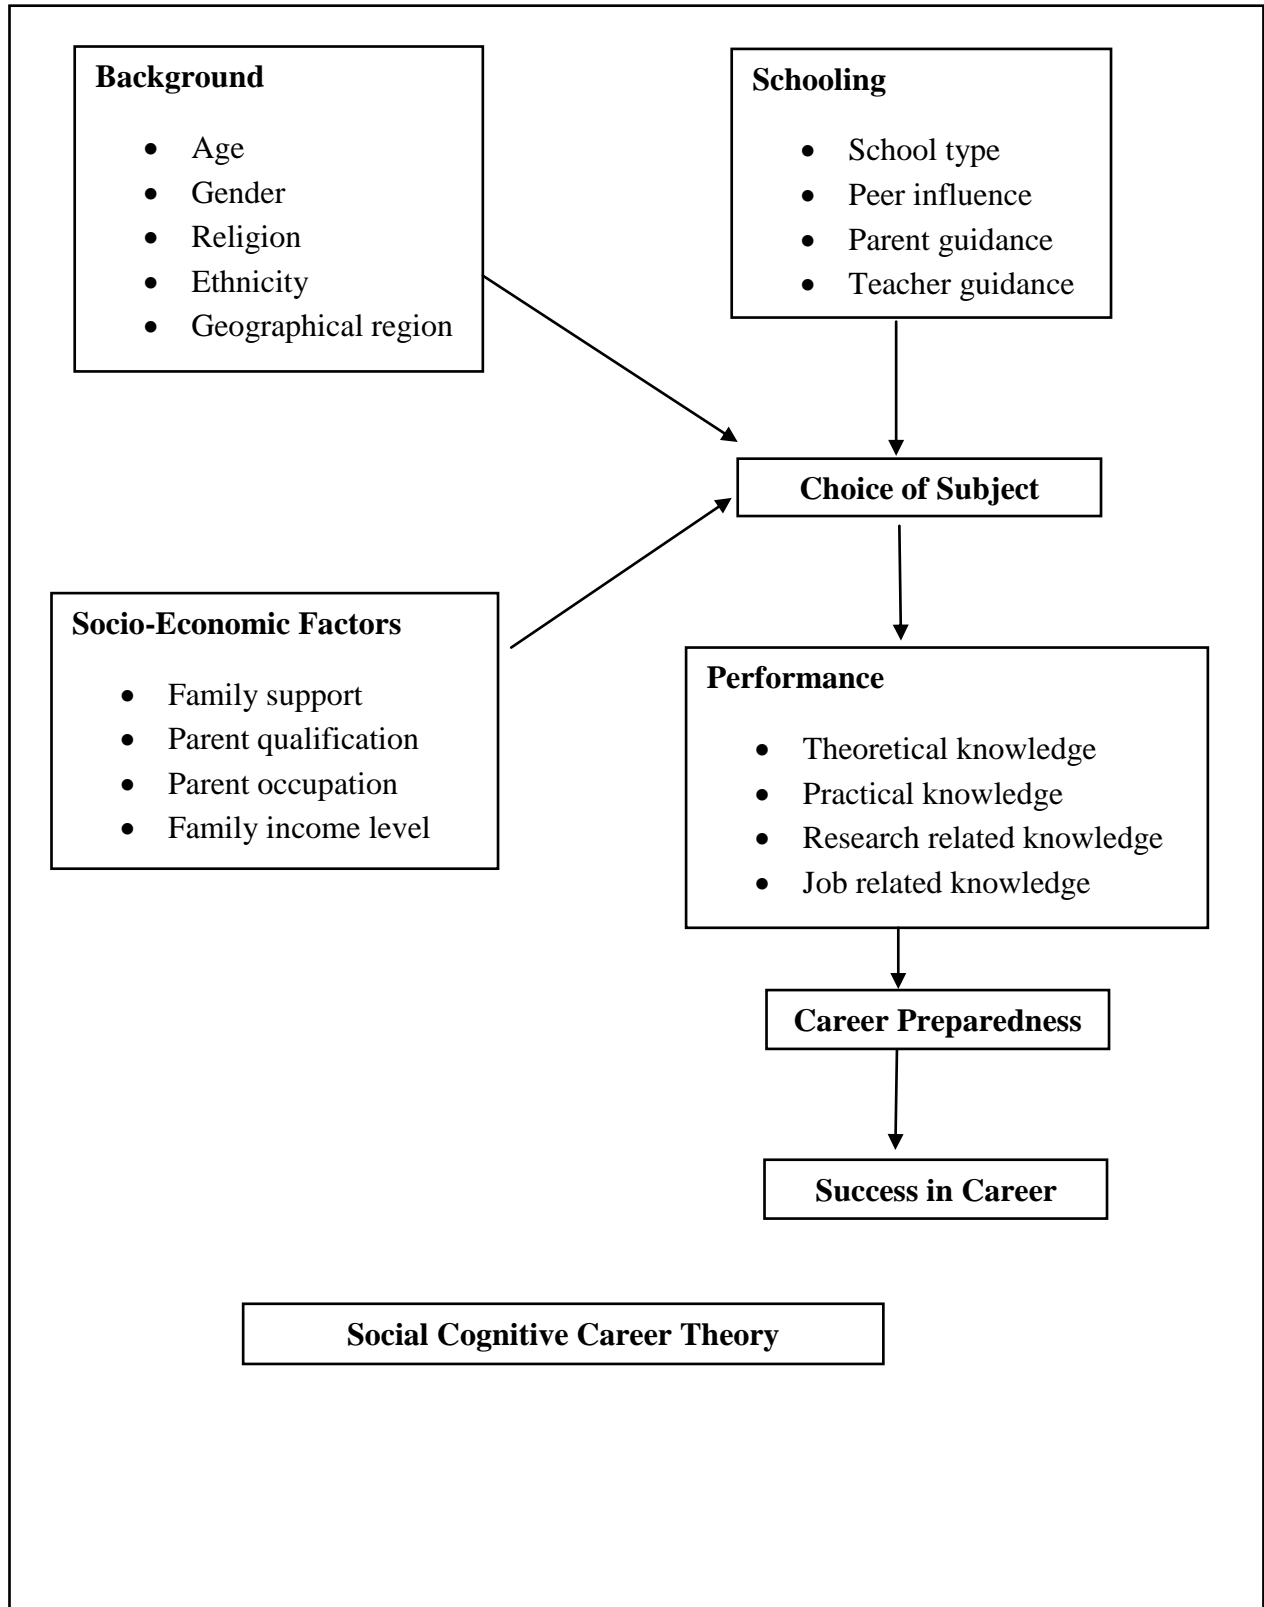 Background
• Age
• Gender
• Religion
• Ethnicity
• Geographical region
Schooling
• School type
• Peer influence
• Parent guidance
• Teacher guidance
Choice of Subject
Socio-Economic Factors
• Family support
• Parent qualification
• Parent occupation
• Family income level
Performance
• Theoretical knowledge
• Practical knowledge
• Research related knowledge
• Job related knowledge
Career Preparedness
Success in Career
Social Cognitive Career Theory